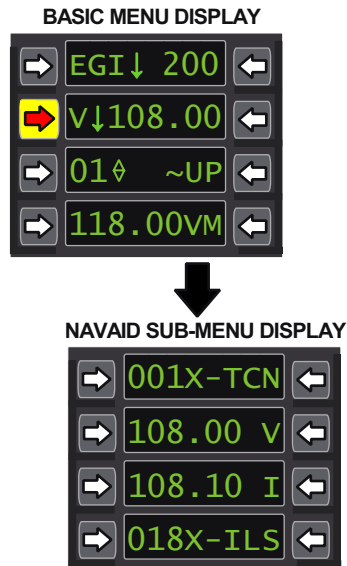 BASIC MENU DISPLAY
EGI↓ 200
V↓108.00
01⬨ ~UP
118.00VM
NAVAID SUB-MENU DISPLAY
001X-TCN
108.00 V
108.10 I
018X-ILS